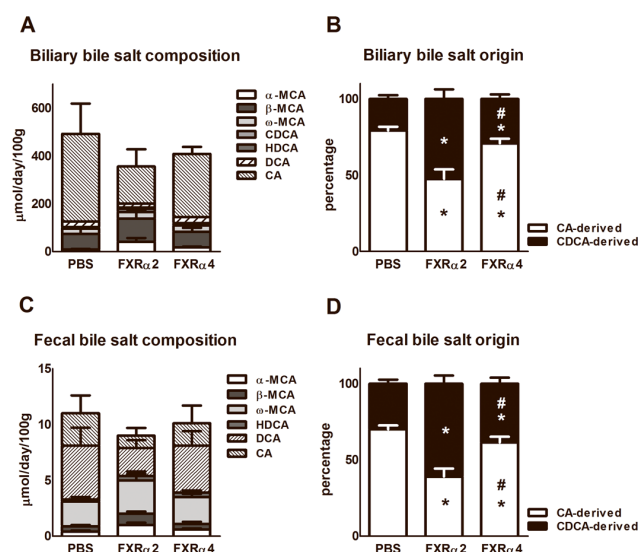 A
Biliary bile salt composition
μmol/day/100g
600
400
200
0
PBS
FXRα2
FXRα4
α-MCA
β-MCA
ω-MCA
CDCA
HDCA
DCA
CA
B
Biliary bile salt origin
percentage
100
50
0
*
*
#
*
#
*
PBS
FXRα2
FXRα4
CA-derived
CDCA-derived
C
Fecal bile salt composition
μmol/day/100g
15
10
5
0
PBS
FXRα2
FXRα4
α-MCA
β-MCA
ω-MCA
HDCA
DCA
CA
D
Fecal bile salt origin
percentage
100
50
0
*
*
#
*
#
*
PBS
FXRα2
FXRα4
CA-derived
CDCA-derived